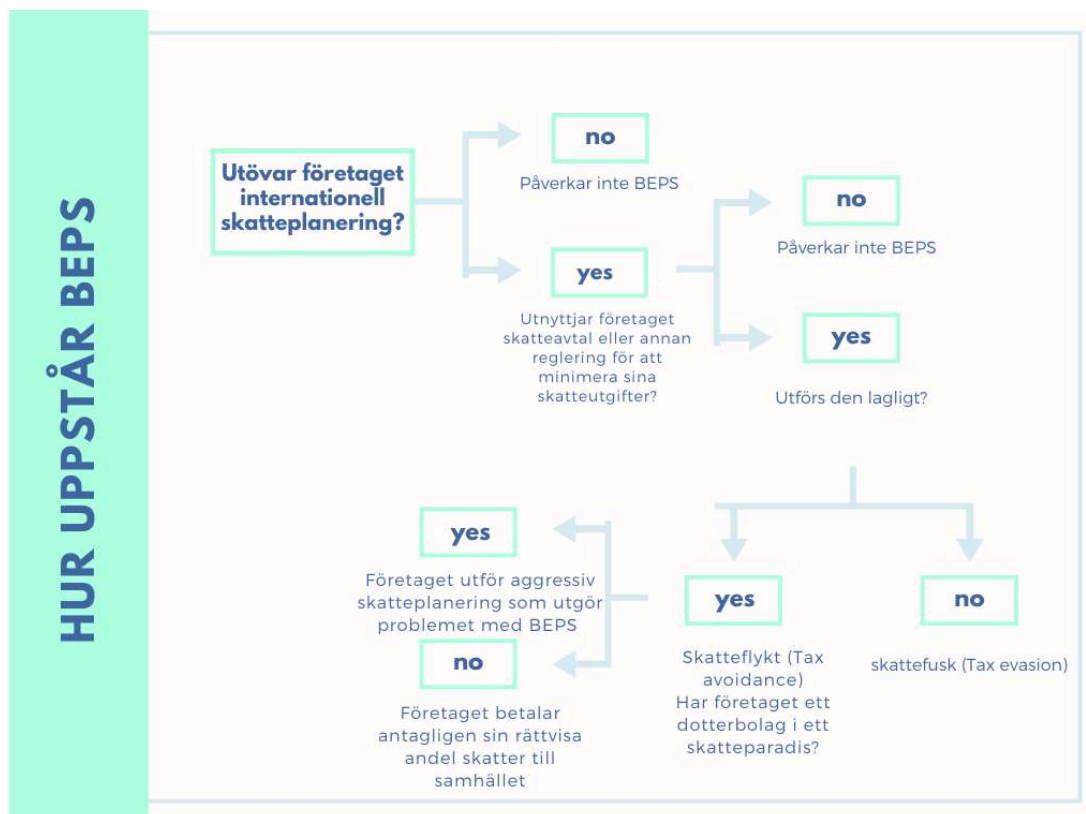 HUR UPPSTÅR BEPS
Utövar företaget
internationell
skatteplanering?
no
Påverkar inte BEPS
yes
Utnyttjar företaget
skatteavtal eller annan
reglering för att
minimera sina
skatteutgifter?
no
Påverkar inte BEPS
yes
Utförs den lagligt?
yes
Skatteflykt (Tax
avoidance)
Har företaget ett
dotterbolag i ett
skatteparadis?
no
skattefusk (Tax evasion)
yes
Företaget utför aggressiv
skatteplanering som utgör
problemet med BEPS
no
Företaget betalar
antagligen sin rättvisa
andel skatter till
samhället